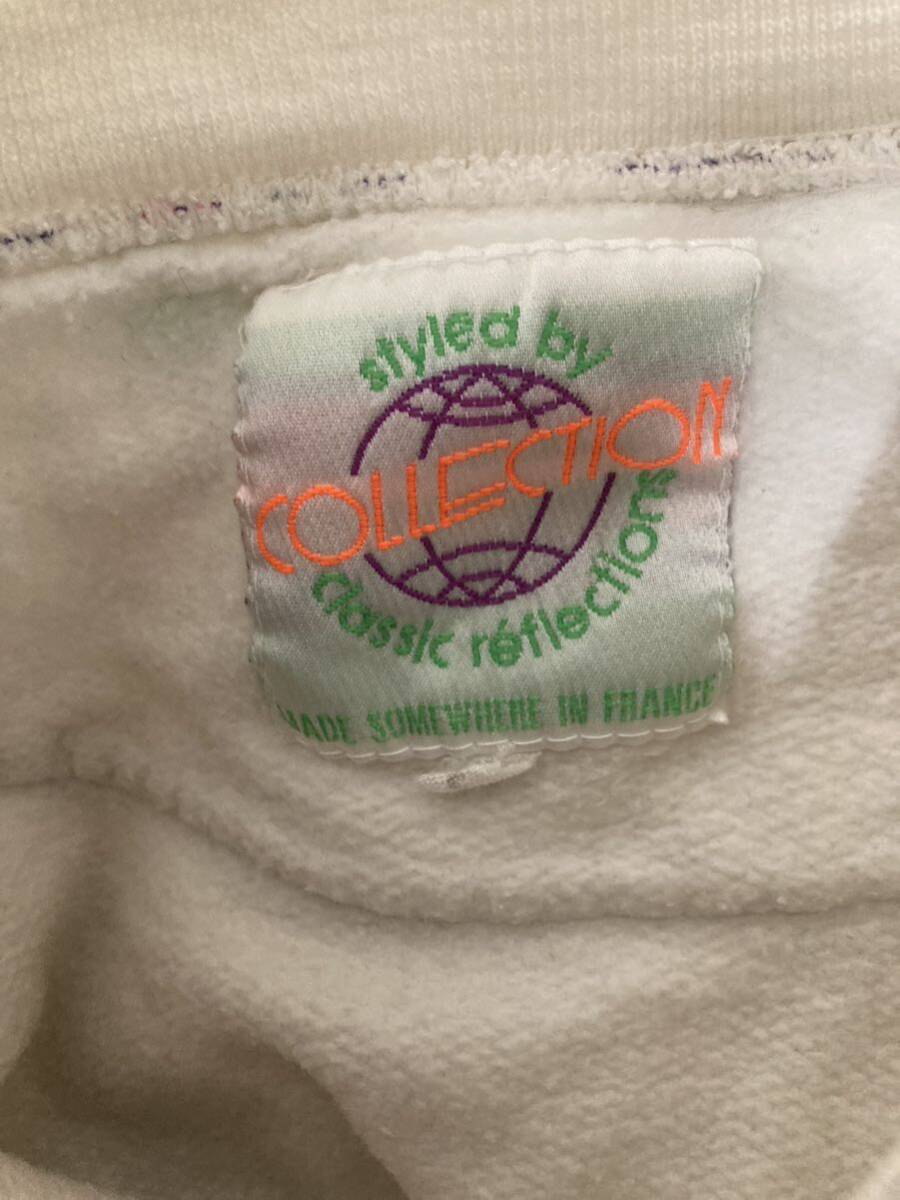 styled by
COLLECTION
classic réflections
MADE SOMEWHERE IN FRANCE